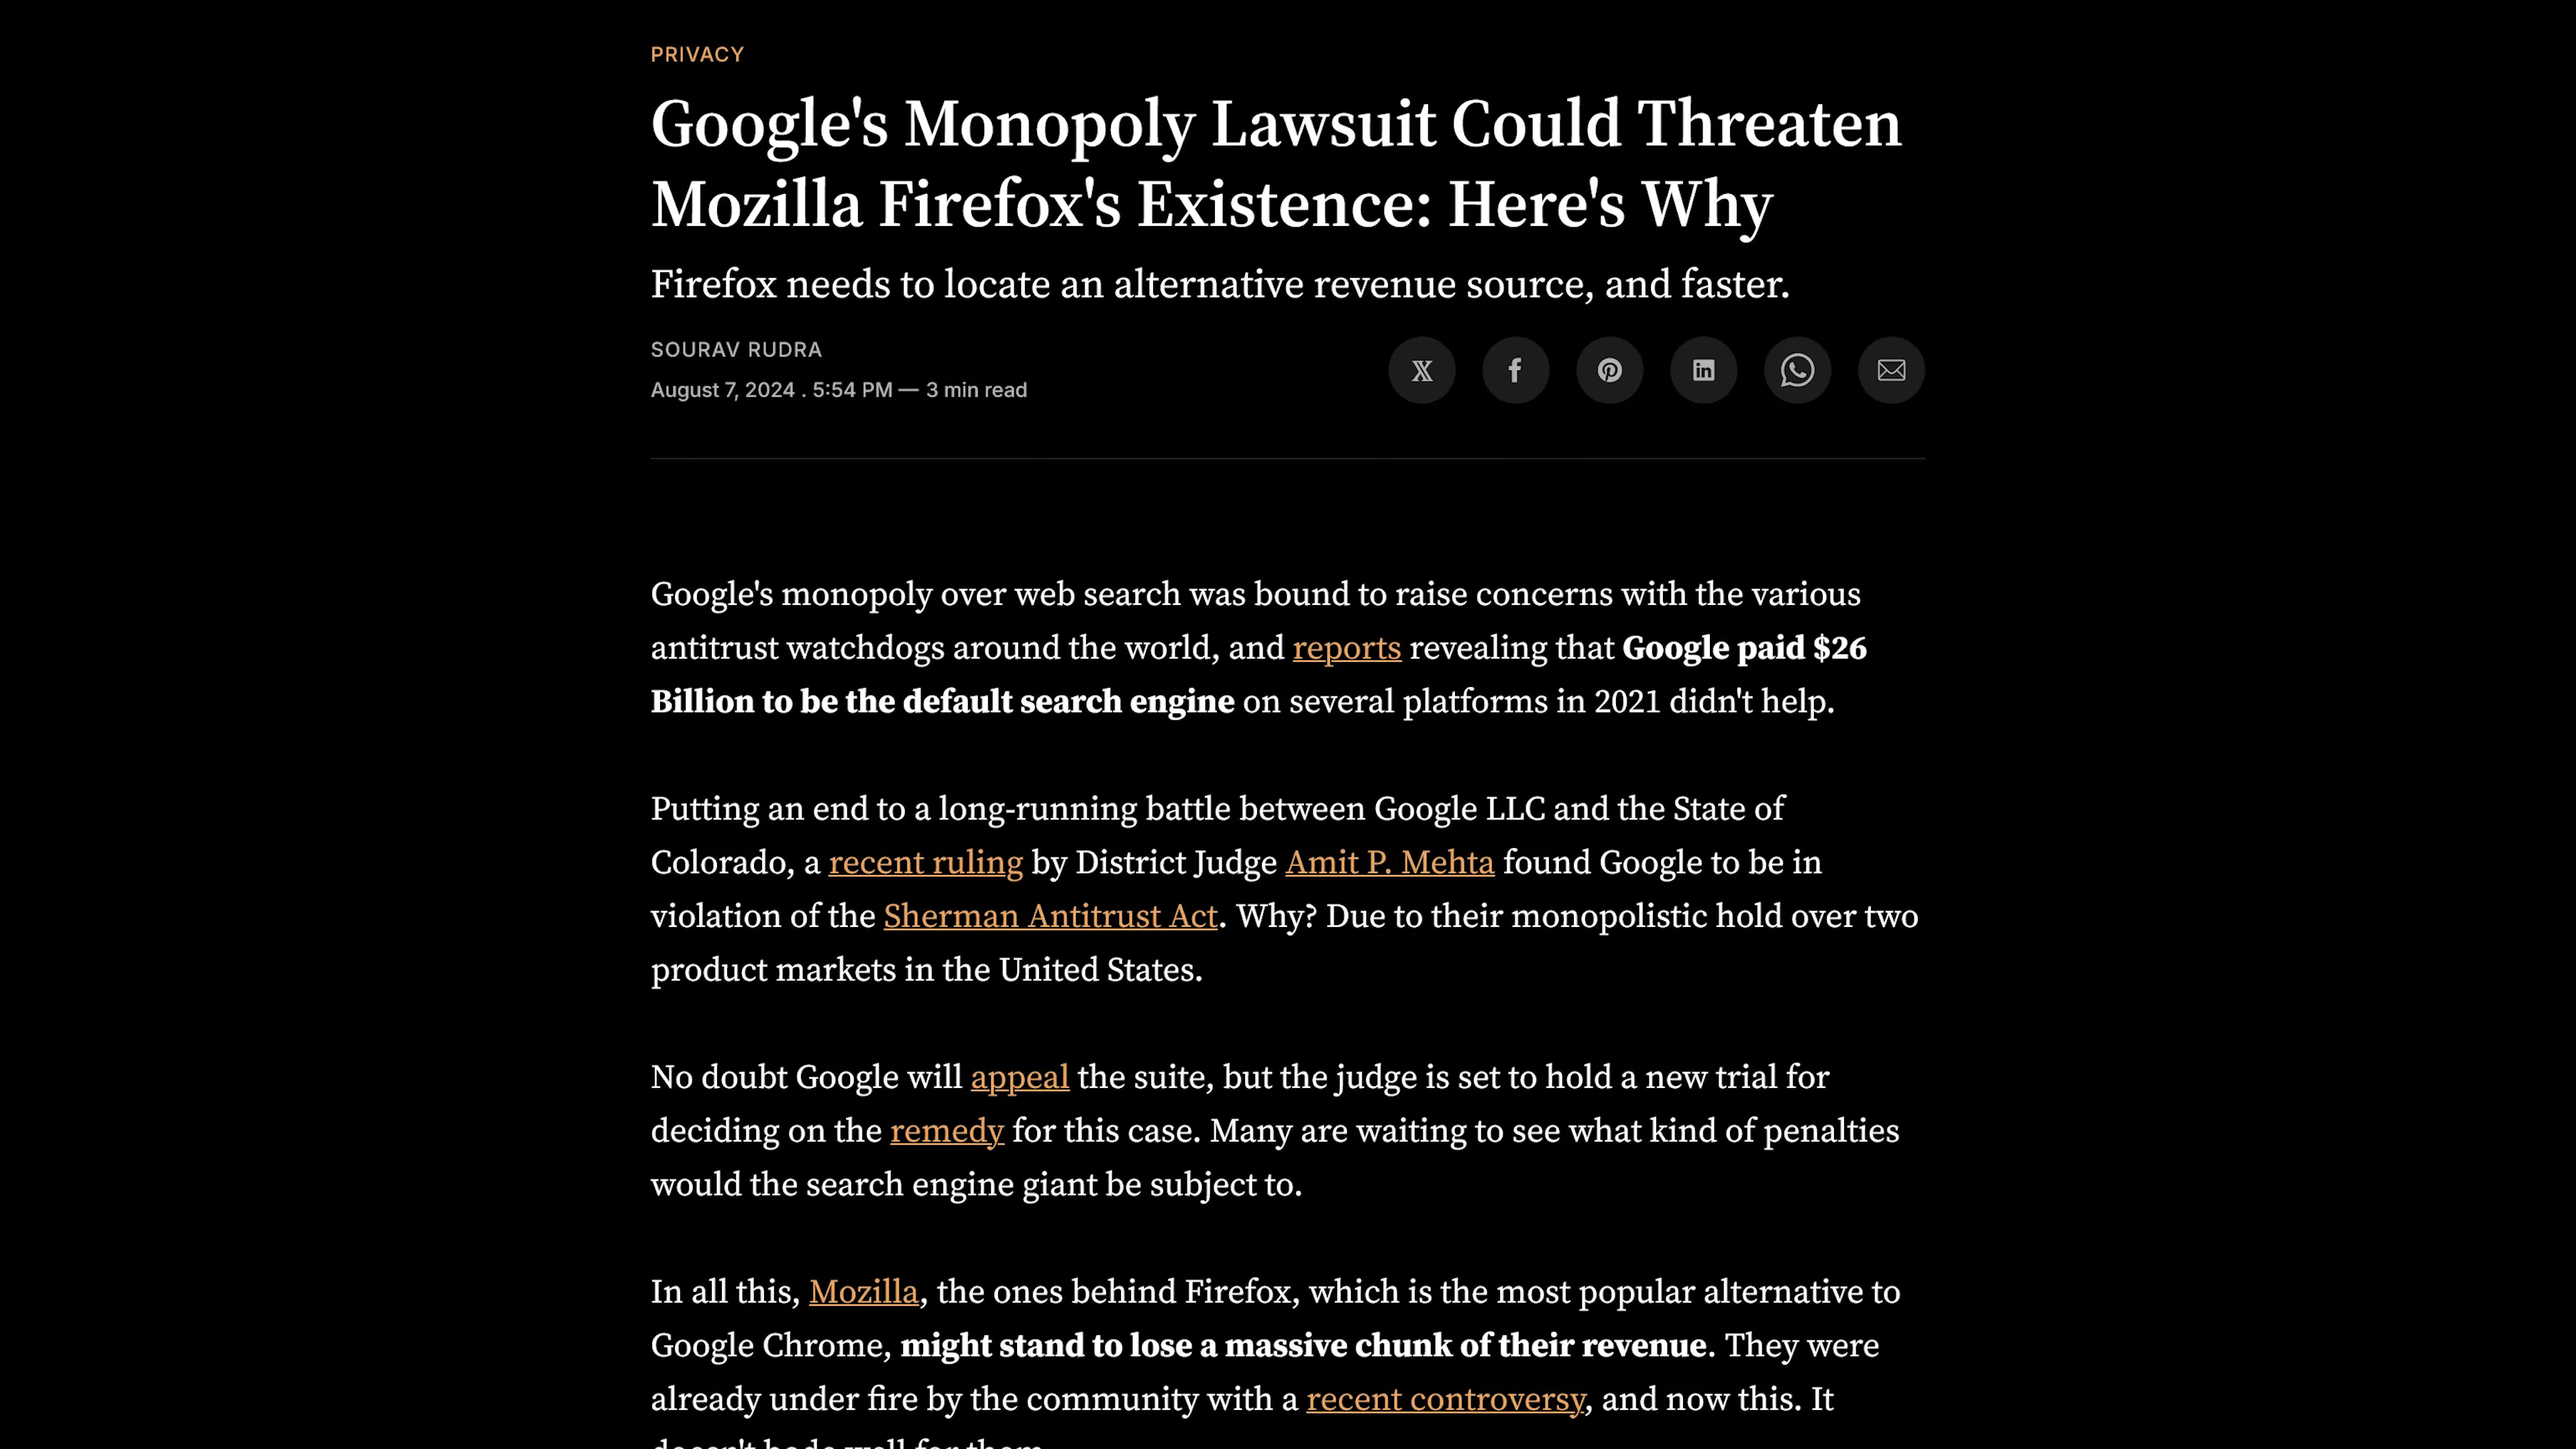 PRIVACY
Google's Monopoly Lawsuit Could Threaten
Mozilla Firefox's Existence: Here's Why
Firefox needs to locate an alternative revenue source, and faster.
SOURAV RUDRA
August 7, 2024 . 5:54 PM — 3 min read
Google's monopoly over web search was bound to raise concerns with the various
antitrust watchdogs around the world, and reports revealing that Google paid $26
Billion to be the default search engine on several platforms in 2021 didn't help.
Putting an end to a long-running battle between Google LLC and the State of
Colorado, a recent ruling by District Judge Amit P. Mehta found Google to be in
violation of the Sherman Antitrust Act. Why? Due to their monopolistic hold over two
product markets in the United States.
No doubt Google will appeal the suite, but the judge is set to hold a new trial for
deciding on the remedy for this case. Many are waiting to see what kind of penalties
would the search engine giant be subject to.
In all this, Mozilla, the ones behind Firefox, which is the most popular alternative to
Google Chrome, might stand to lose a massive chunk of their revenue. They were
already under fire by the community with a recent controversy, and now this. It
doesn't bode well for them